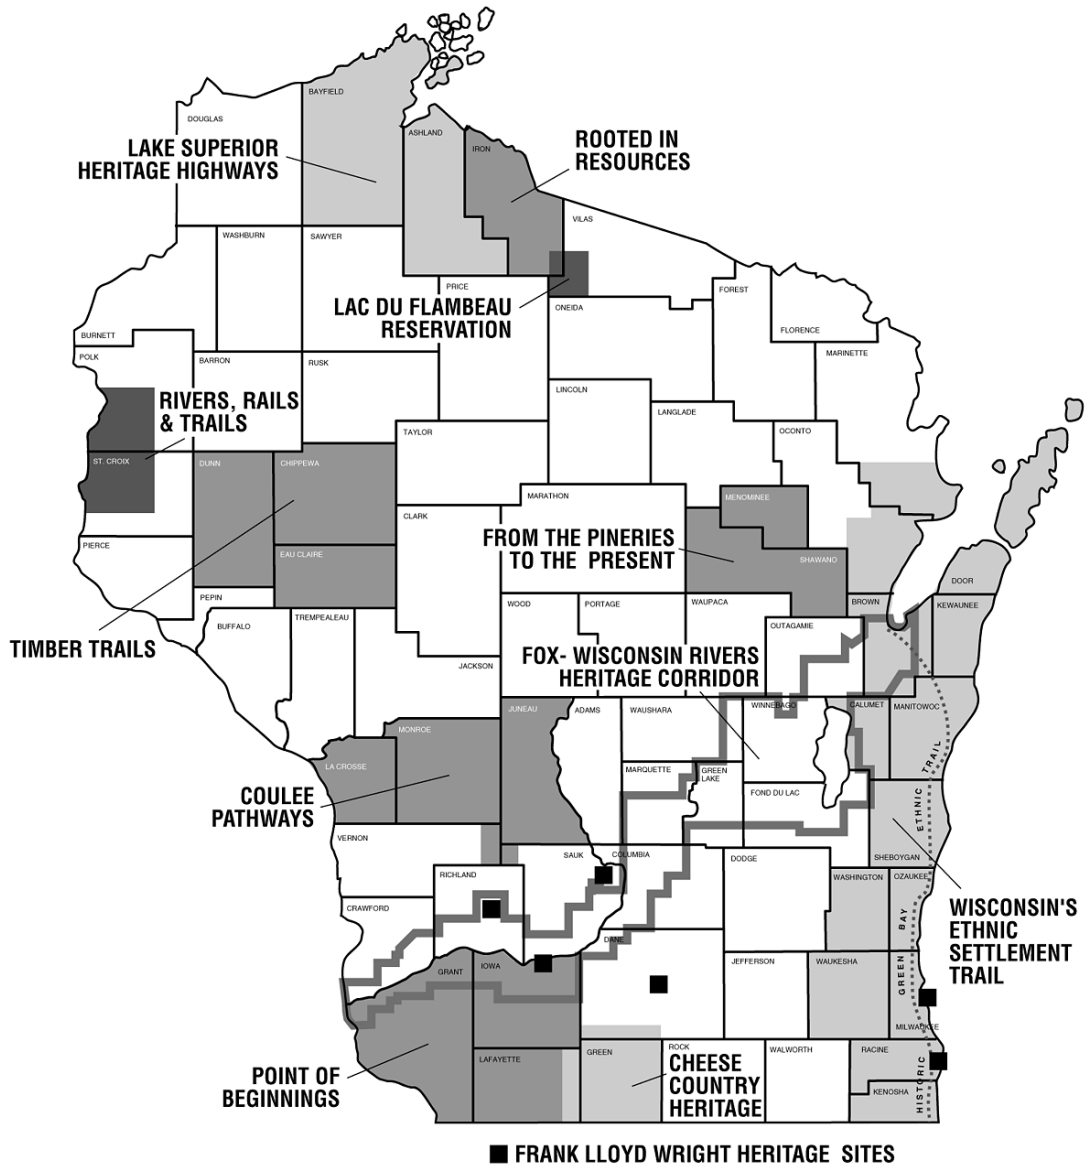 BAYFIELD
DOUGLAS
ASHLAND
LAKE SUPERIOR
HERITAGE HIGHWAYS
IRON
ROOTED IN
RESOURCES
VILAS
WASHBURN
SAWYER
PRICE
FOREST
LAC DU FLAMBEAU
RESERVATION
ONEIDA
FLORENCE
BURNETT
POLK
BARRON
RUSK
MARINETTE
LINCOLN
RIVERS, RAILS
& TRAILS
LANGLADE
TAYLOR
OCONTO
ST. CROIX
DUNN
CHIPPEWA
MARATHON
MENOMINEE
CLARK
FROM THE PINERIES
TO THE PRESENT
PIERCE
EAU CLAIRE
SHAWANO
DOOR
PEPIN
WOOD
PORTAGE
WAUPACA
BROWN
KEWAUNEE
BUFFALO
TREMPEALEAU
OUTAGAMIE
TIMBER TRAILS
JACKSON
FOX- WISCONSIN RIVERS
HERITAGE CORRIDOR
JUNEAU
ADAMS
WAUSHARA
WINNEBAGO
CALUMET
MANITOWOC
MONROE
LA CROSSE
MARQUETTE
GREEN
LAKE
FOND DU LAC
COULEE
PATHWAYS
VERNON
SAUK
COLUMBIA
DODGE
SHEBOYGAN
RICHLAND
WASHINGTON
OZAUKEE
CRAWFORD
WISCONSIN'S
ETHNIC
SETTLEMENT
TRAIL
DANE
GRANT
IOWA
JEFFERSON
WAUKESHA
MILWAUKEE
HISTORIC GREEN BAY ETHNIC TRAIL
LAFAYETTE
GREEN
ROCK
WALWORTH
RACINE
CHEESE
COUNTRY
HERITAGE
POINT OF
BEGINNINGS
KENOSHA
FRANK LLOYD WRIGHT HERITAGE SITES